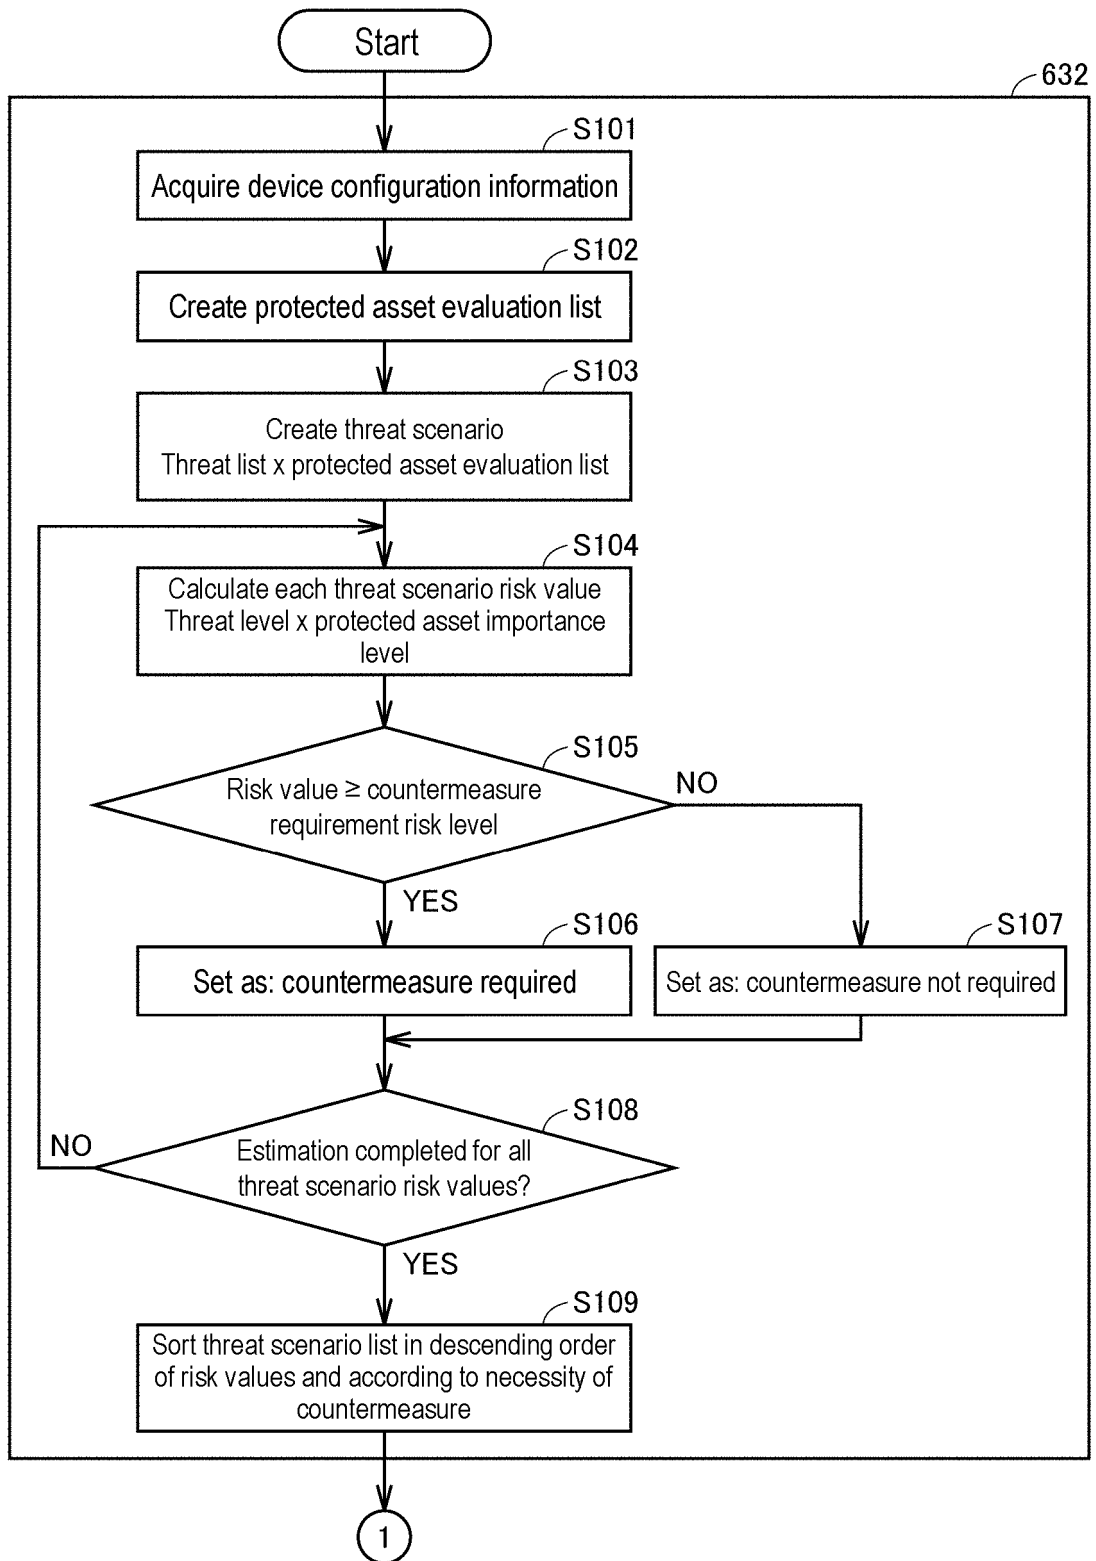 Start
632
S101
Acquire device configuration information
S102
Create protected asset evaluation list
S103
Create threat scenario
Threat list x protected asset evaluation list
S104
Calculate each threat scenario risk value
Threat level x protected asset importance
level
S105
Risk value ≥ countermeasure
requirement risk level
NO
YES
S106
Set as: countermeasure required
S107
Set as: countermeasure not required
S108
Estimation completed for all
threat scenario risk values?
NO
YES
S109
Sort threat scenario list in descending order
of risk values and according to necessity of
countermeasure
1